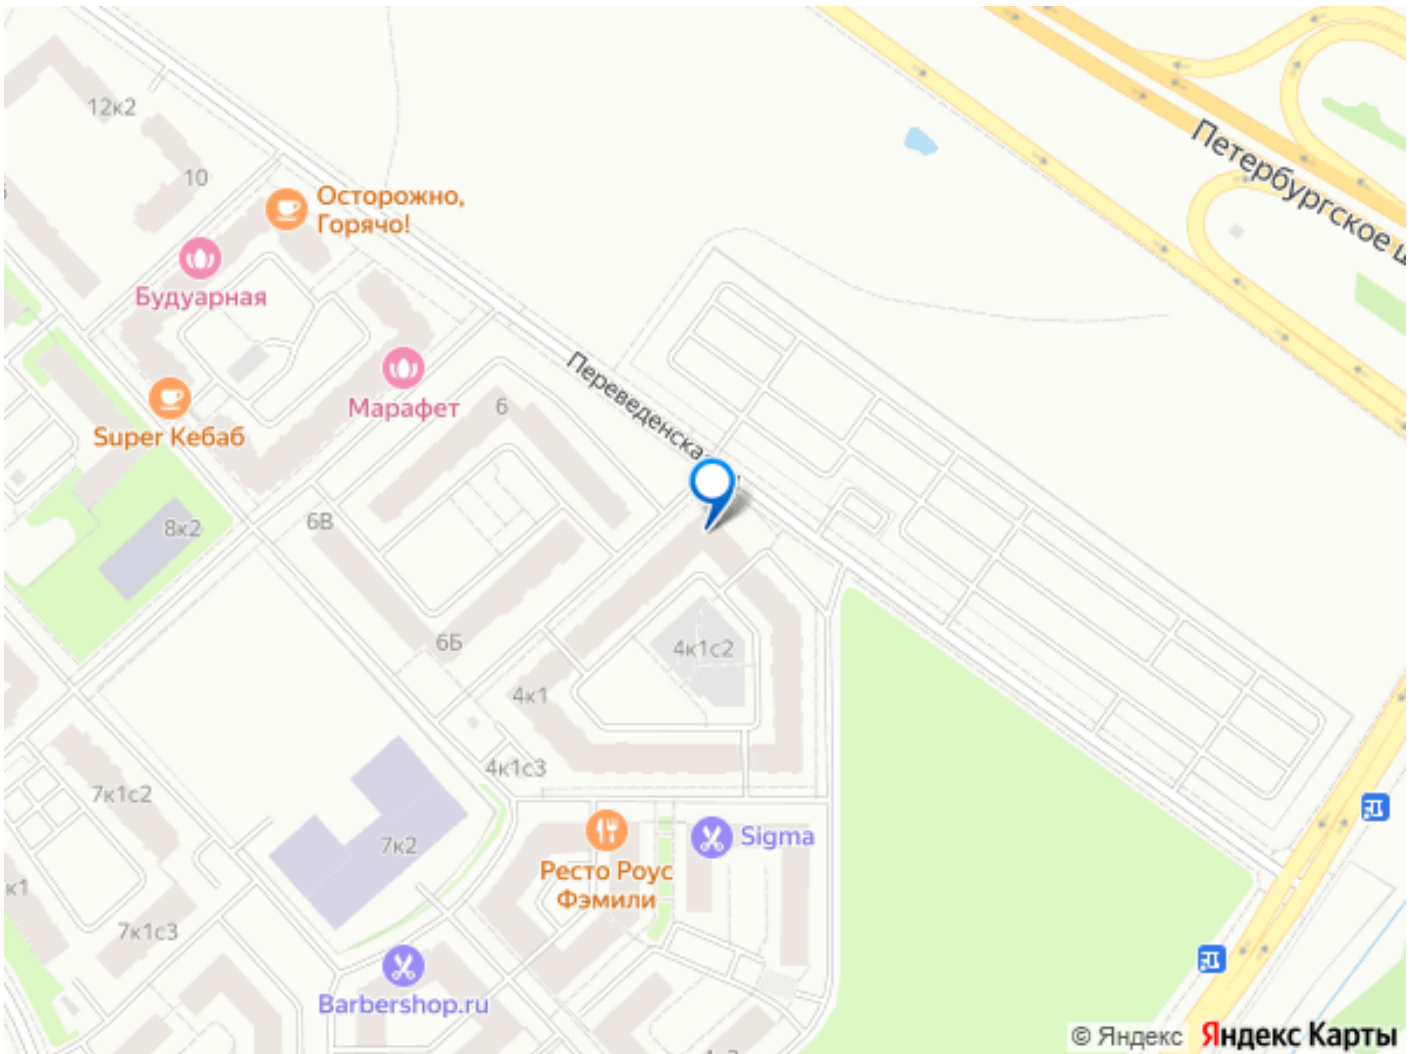 12к2
10
Осторожно,
Горячо!
Петербургское ш
Будуарная
Переведенска
Марафет
6
Super Кебаб
6В
8к2
6Б
4к1с2
4к1
4к1с3
7к1с2
7к2
Sigma
Ресто Роус
Фэмили
к1
7к1с3
Barbershop.ru
© Яндекс Яндекс Карты